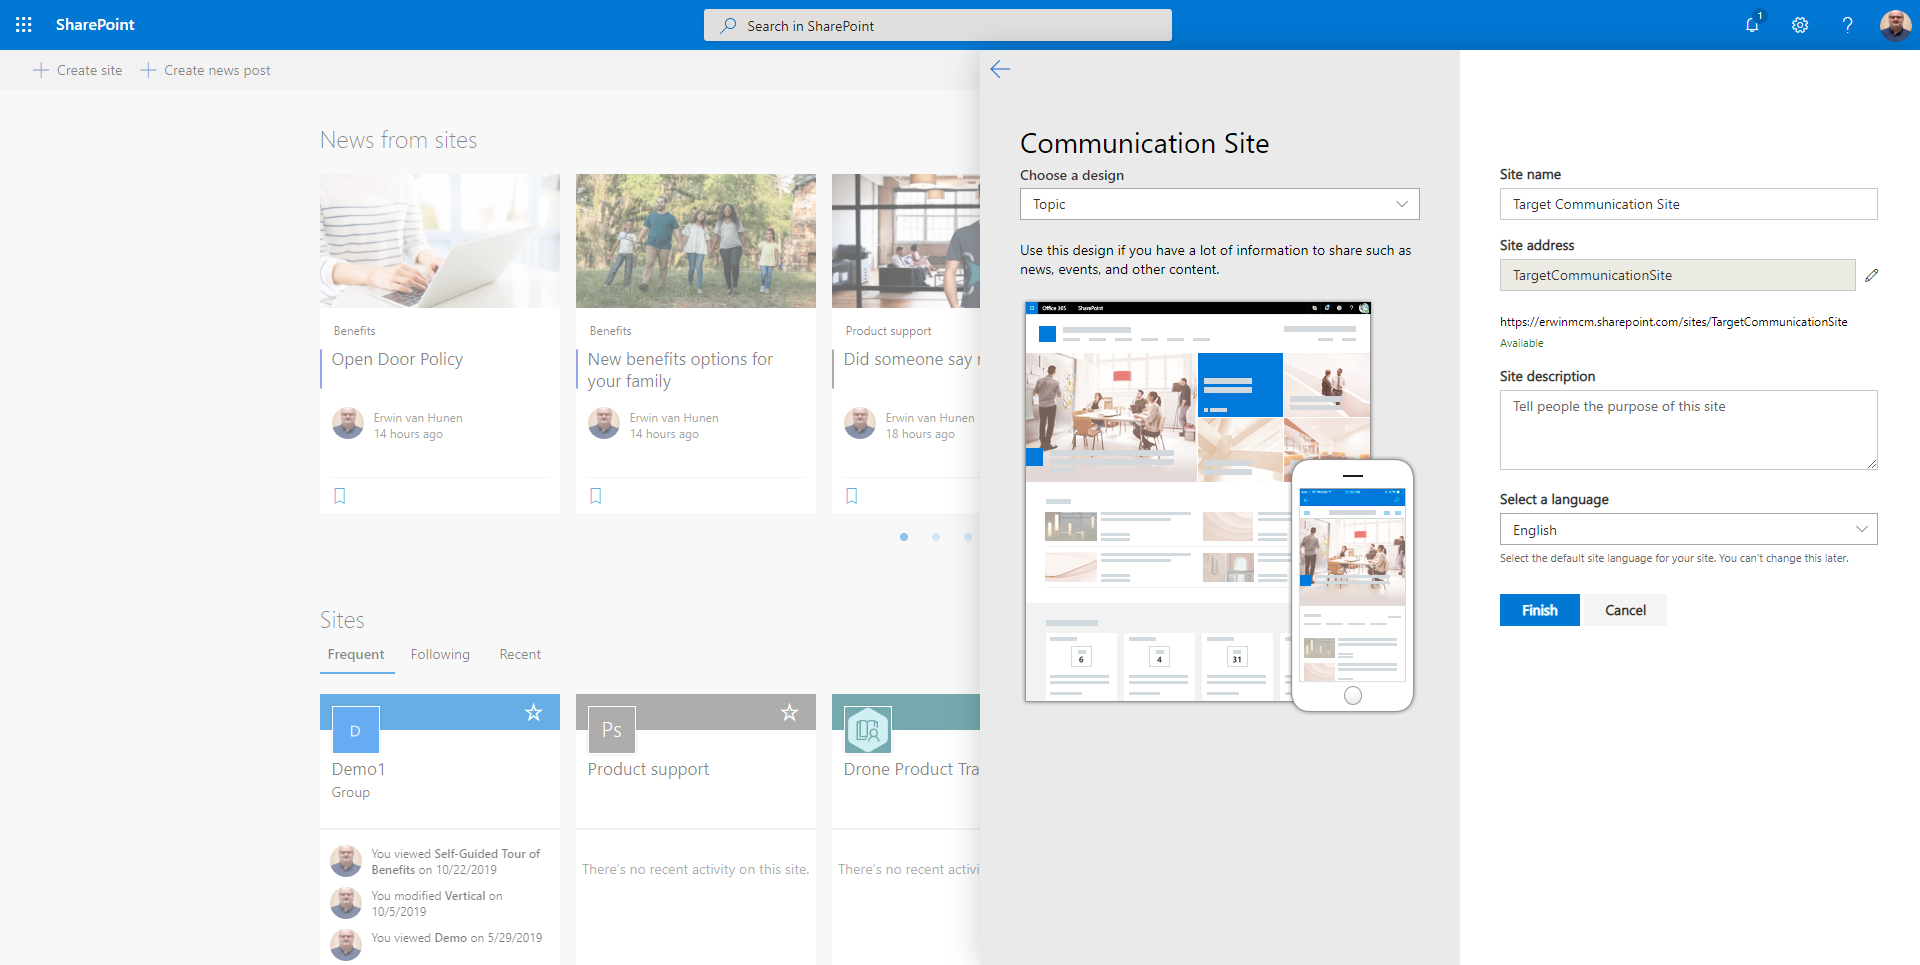 SharePoint
Search in SharePoint
1
Create site
Create news post
News from sites
Benefits
Open Door Policy
Erwin van Hunen
14 hours ago
Benefits
New benefits options for
your family
Erwin van Hunen
14 hours ago
Product support
Did someone say
Erwin van Hunen
18 hours ago
Sites
Frequent
Following
Recent
D
Demo1
Group
You viewed Self-Guided Tour of
Benefits on 10/22/2019
You modified Vertical on
10/5/2019
You viewed Demo on 5/29/2019
Ps
Product support
There's no recent activity on this site.
Drone Product Tra
There's no recent activi
Communication Site
Choose a design
Topic
Use this design if you have a lot of information to share such as
news, events, and other content.
Office 365
SharePoint
6
4
31
Site name
Target Communication Site
Site address
TargetCommunicationSite
https://erwinmcm.sharepoint.com/sites/TargetCommunicationSite
Available
Site description
Tell people the purpose of this site
Select a language
English
Select the default site language for your site. You can't change this later.
Finish
Cancel